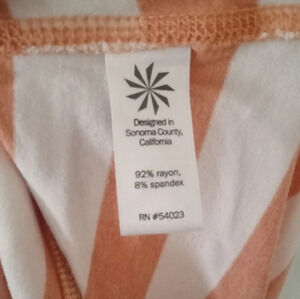 Designed in
Sonoma County,
California
92% rayon,
8% spandex
RN #54023